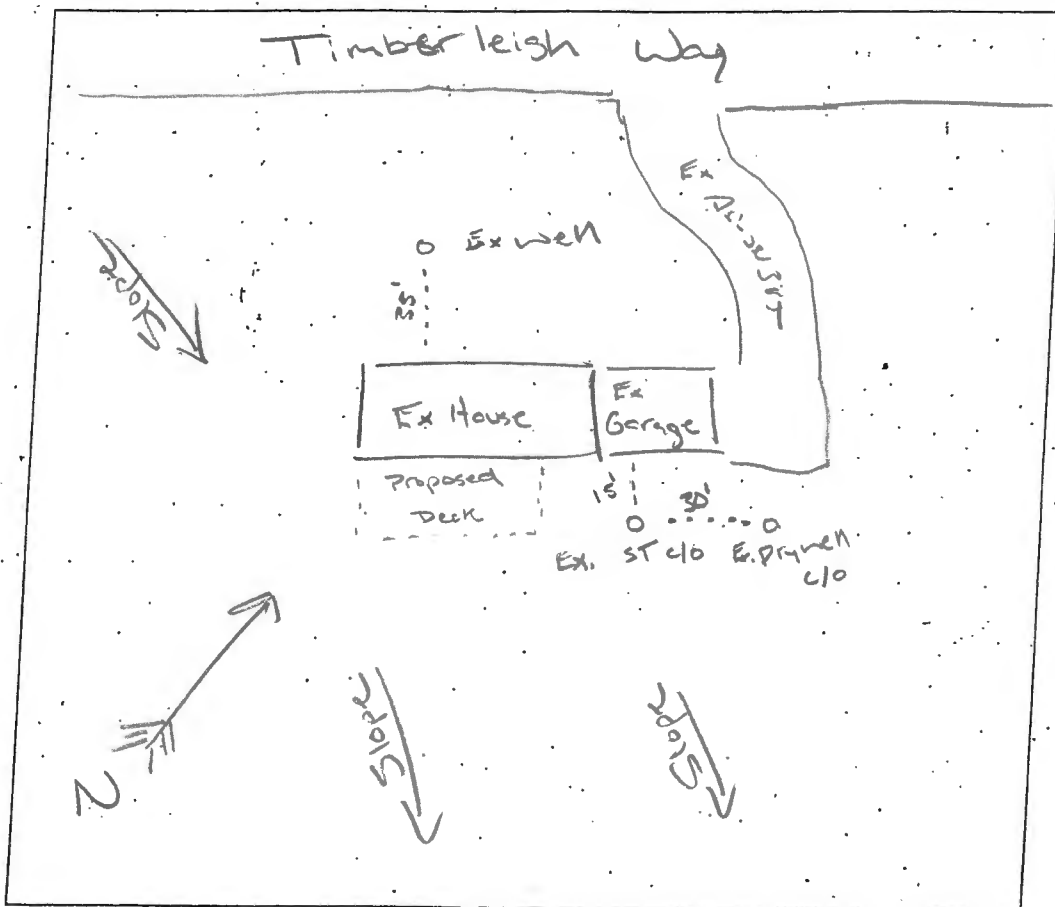 Timberleigh Way
Ex
Ex well
Slope
Ex House
Ex
Garage
Proposed
Deck
15'
30'
Ex. ST c/o
E. Drywell
c/o
N
Slope
Slope